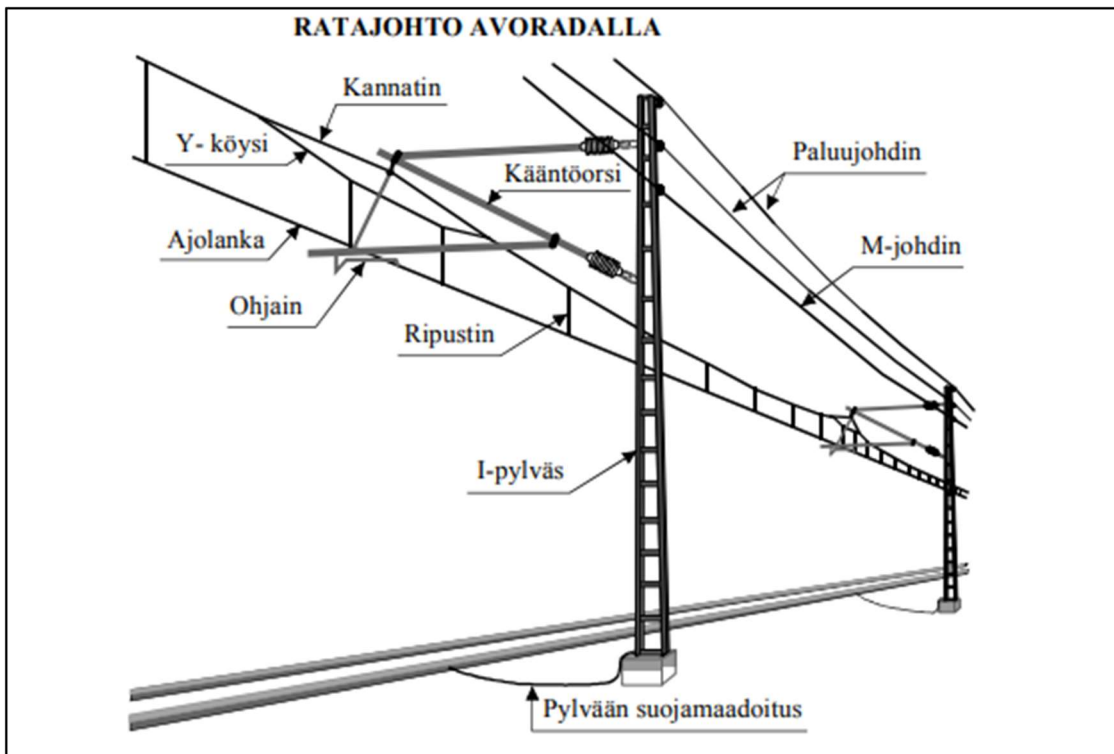 RATAJOHTO AVORADALLA
Kannatin
Y- köysi
Kääntöorsi
Paluujohdin
Ajolanka
M-johdin
Ohjain
Ripustin
I-pylväs
Pylvään suojamaadoitus